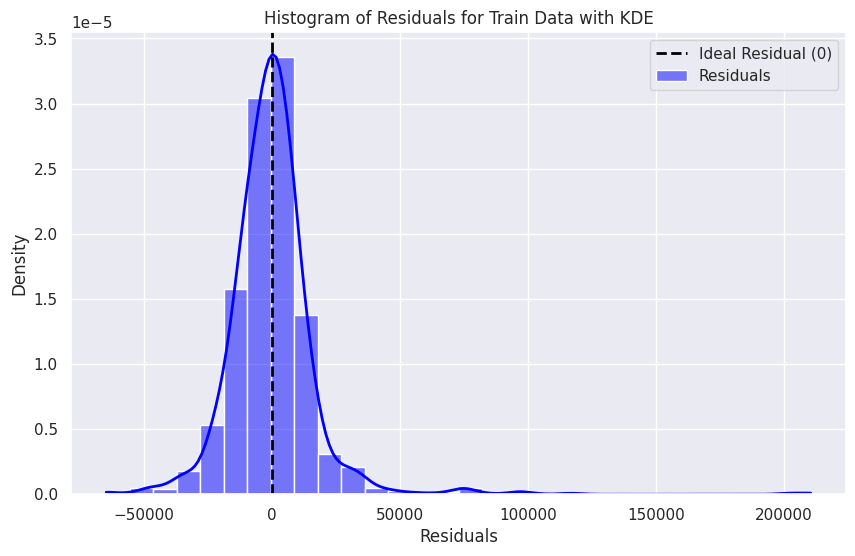 Histogram of Residuals for Train Data with KDE
1e−5
Ideal Residual (0)
Residuals
3.5
3.0
2.5
2.0
1.5
1.0
0.5
0.0
Density
−50000 0 50000 100000 150000 200000
Residuals